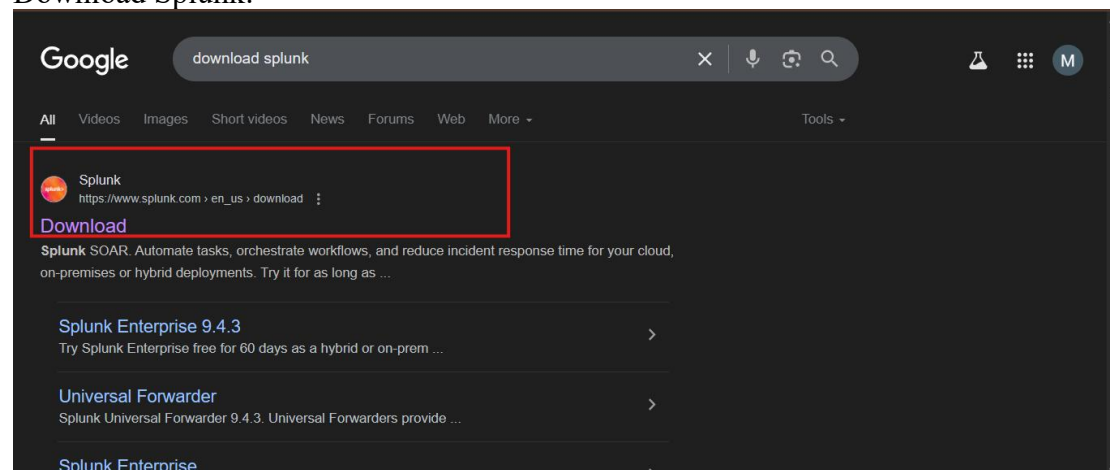 Download Splunk.
Google
download splunk
M
All Videos Images Short videos News Forums Web More Tools
Splunk
https://www.splunk.com › en_us › download
Download
Splunk SOAR. Automate tasks, orchestrate workflows, and reduce incident response time for your cloud,
on-premises or hybrid deployments. Try it for as long as ...
Splunk Enterprise 9.4.3
Try Splunk Enterprise free for 60 days as a hybrid or on-prem ...
Universal Forwarder
Splunk Universal Forwarder 9.4.3. Universal Forwarders provide ...
Splunk Enterprise